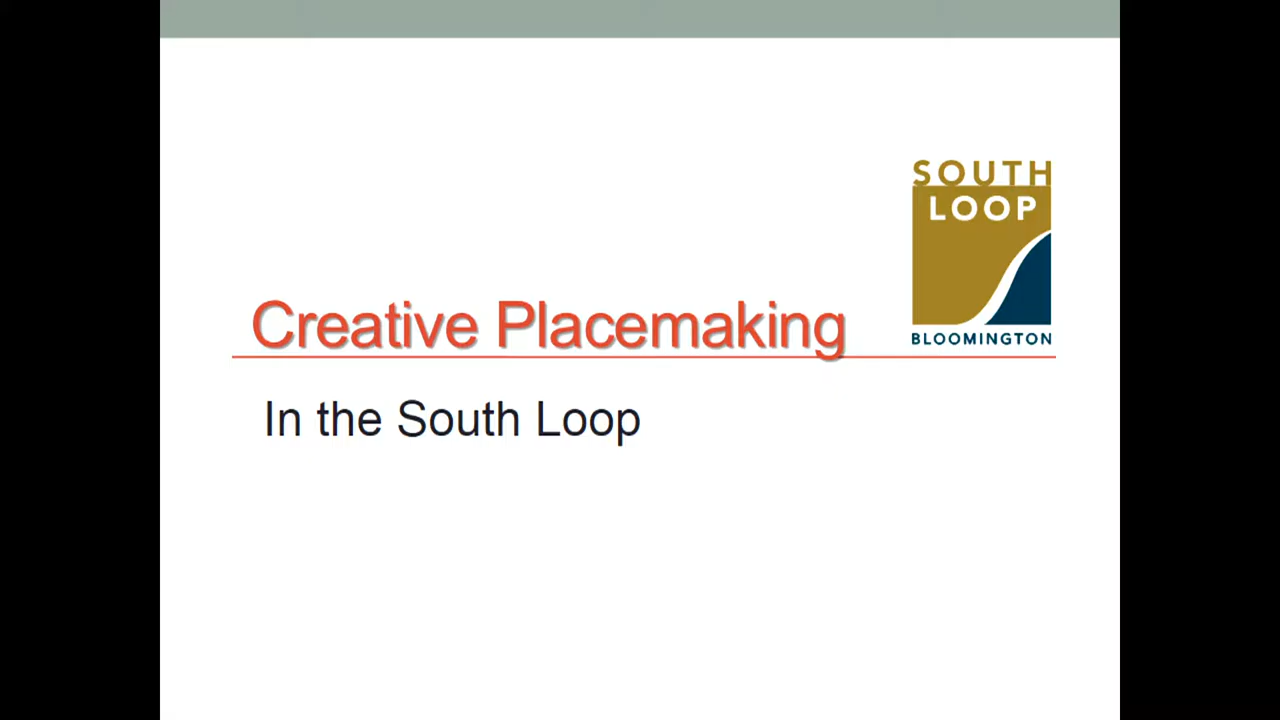 SOUTH
LOOP
BLOOMINGTON
Creative Placemaking
In the South Loop